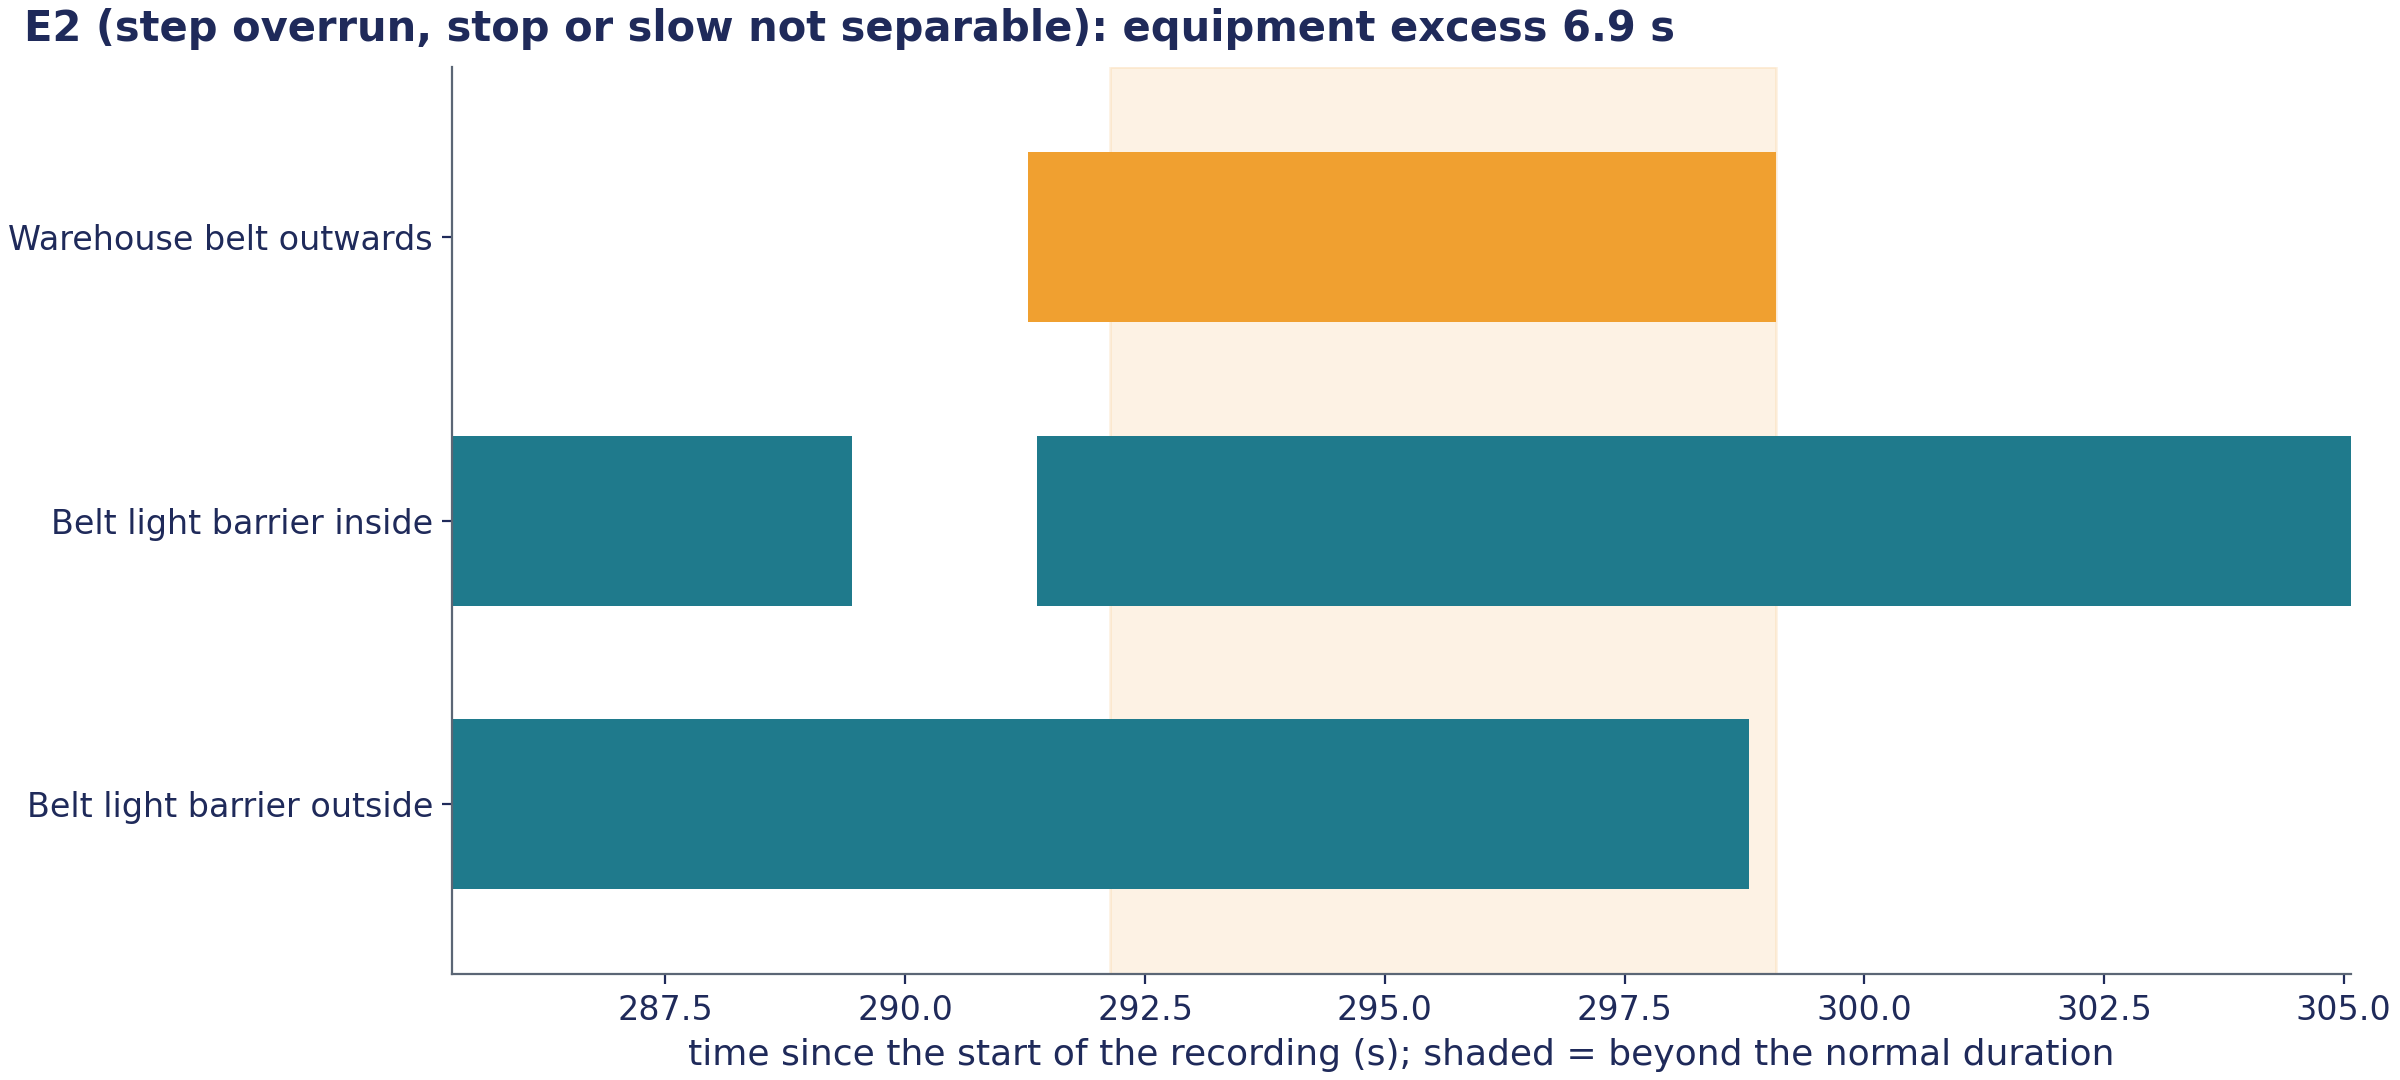 E2 (step overrun, stop or slow not separable): equipment excess 6.9 s
Warehouse belt outwards
Belt light barrier inside
Belt light barrier outside
287.5 290.0 292.5 295.0 297.5 300.0 302.5 305.0
time since the start of the recording (s); shaded = beyond the normal duration